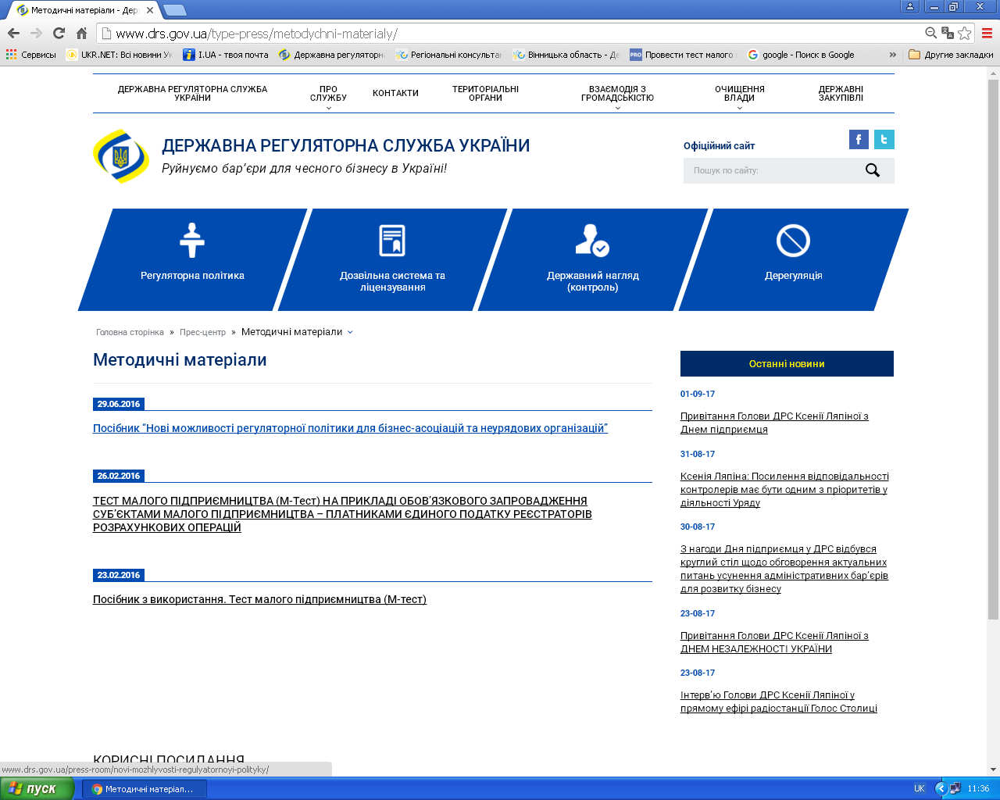 Методичні матеріали - Дер
www.drs.gov.ua/type-press/metodychni-materialy/
Сервисы
UKR.NET: Всі новини Ук
I.UA - твоя почта
Державна регуляторна
Регіональні консульта
Вінницька область - Де
Провести тест малого
google - Поиск в Google
»
Другие закладки
ДЕРЖАВНА РЕГУЛЯТОРНА СЛУЖБА
УКРАЇНИ
ПРО
СЛУЖБУ
КОНТАКТИ
ТЕРИТОРІАЛЬНІ
ОРГАНИ
ВЗАЄМОДІЯ З
ГРОМАДСЬКІСТЮ
ОЧИЩЕННЯ
ВЛАДИ
ДЕРЖАВНІ
ЗАКУПІВЛІ
ДЕРЖАВНА РЕГУЛЯТОРНА СЛУЖБА УКРАЇНИ
Руйнуємо бар’єри для чесного бізнесу в Україні!
Офіційний сайт
Пошук по сайту:
Регуляторна політика
Дозвільна система та
ліцензування
Державний нагляд
(контроль)
Дерегуляція
Головна сторінка » Прес-центр » Методичні матеріали
Методичні матеріали
29.06.2016
Посібник “Нові можливості регуляторної політики для бізнес-асоціацій та неурядових організацій”
26.02.2016
ТЕСТ МАЛОГО ПІДПРИЄМНИЦТВА (М-Тест) НА ПРИКЛАДІ ОБОВ’ЯЗКОВОГО ЗАПРОВАДЖЕННЯ
СУБ’ЄКТАМИ МАЛОГО ПІДПРИЄМНИЦТВА – ПЛАТНИКАМИ ЄДИНОГО ПОДАТКУ РЕЄСТРАТОРІВ
РОЗРАХУНКОВИХ ОПЕРАЦІЙ
23.02.2016
Посібник з використання. Тест малого підприємництва (М-тест)
Останні новини
01-09-17
Привітання Голови ДРС Ксенії Ляпіної з
Днем підприємця
31-08-17
Ксенія Ляпіна: Посилення відповідальності
контролерів має бути одним з пріоритетів у
діяльності Уряду
30-08-17
З нагоди Дня підприємця у ДРС відбувся
круглий стіл щодо обговорення актуальних
питань усунення адміністративних бар’єрів
для розвитку бізнесу
23-08-17
Привітання Голови ДРС Ксенії Ляпіної з
ДНЕМ НЕЗАЛЕЖНОСТІ УКРАЇНИ
23-08-17
Інтерв’ю Голови ДРС Ксенії Ляпіної у
прямому ефірі радіостанції Голос Столиці
КОРИСНІ ПОСИЛАННЯ
www.drs.gov.ua/press-room/novi-mozhlyvosti-regulyatornoyi-polityky/
пуск
Методичні матеріал...
UK
11:36